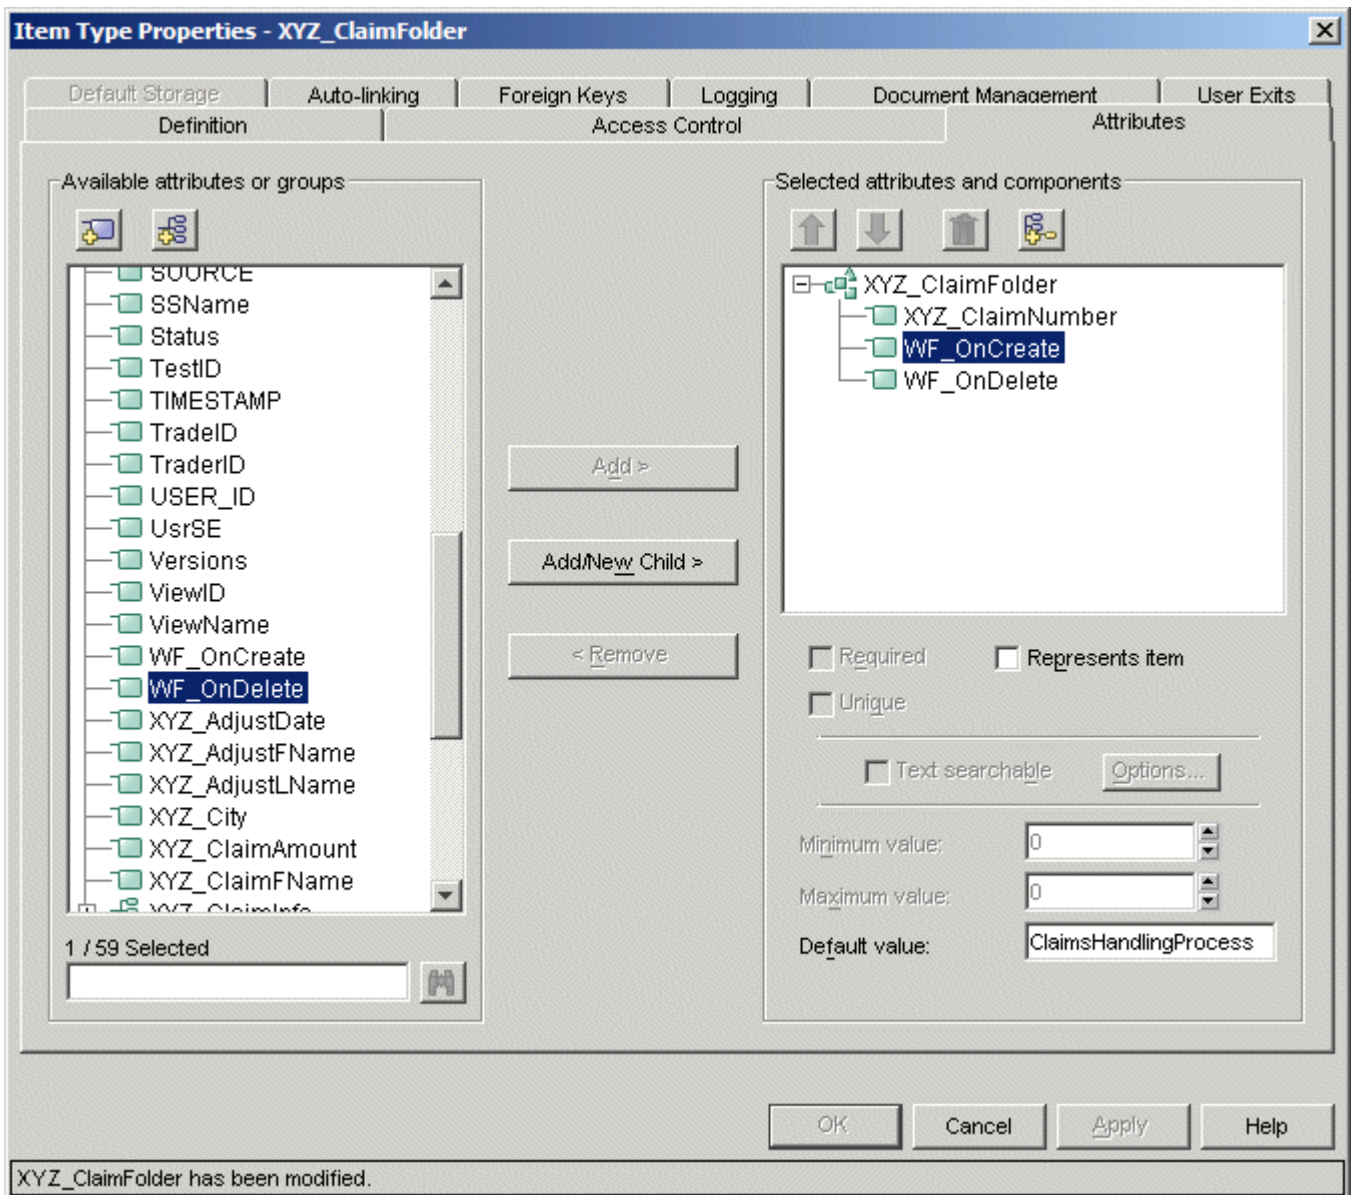 Item Type Properties - XYZ_ClaimFolder
Default Storage
Auto-linking
Foreign Keys
Logging
Document Management
User Exits
Definition
Access Control
Attributes
Available attributes or groups
SOURCE
SSName
Status
TestID
TIMESTAMP
TradeID
TraderID
USER_ID
UsrSE
Versions
ViewID
ViewName
WF_OnCreate
WF_OnDelete
XYZ_AdjustDate
XYZ_AdjustFName
XYZ_AdjustLName
XYZ_City
XYZ_ClaimAmount
XYZ_ClaimFName
XYZ_ClaimInfo
1 / 59 Selected
Add >
Add/New Child >
< Remove
Selected attributes and components
XYZ_ClaimFolder
XYZ_ClaimNumber
WF_OnCreate
WF_OnDelete
Required
Represents item
Unique
Text searchable
Options...
Minimum value:
0
Maximum value:
0
Default value:
ClaimsHandlingProcess
OK
Cancel
Apply
Help
XYZ_ClaimFolder has been modified.